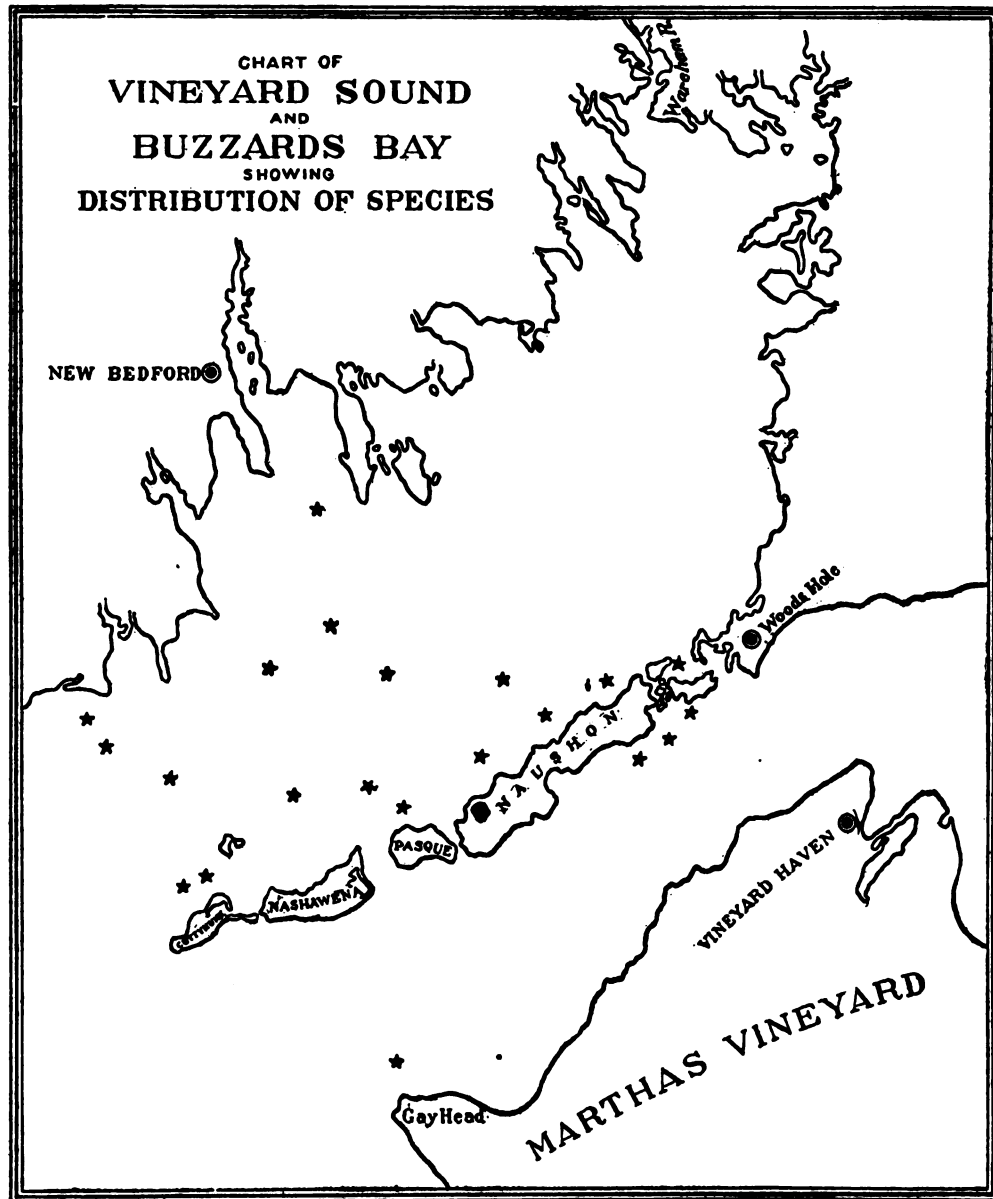 CHART OF
VINEYARD SOUND
AND
BUZZARDS BAY
SHOWING
DISTRIBUTION OF SPECIES
Wareham R.
NEW BEDFORD
Woods Hole
NAUSHON
PASQUE
NASHAWENA
VINEYARD HAVEN
MARTHAS VINEYARD
Gay Head